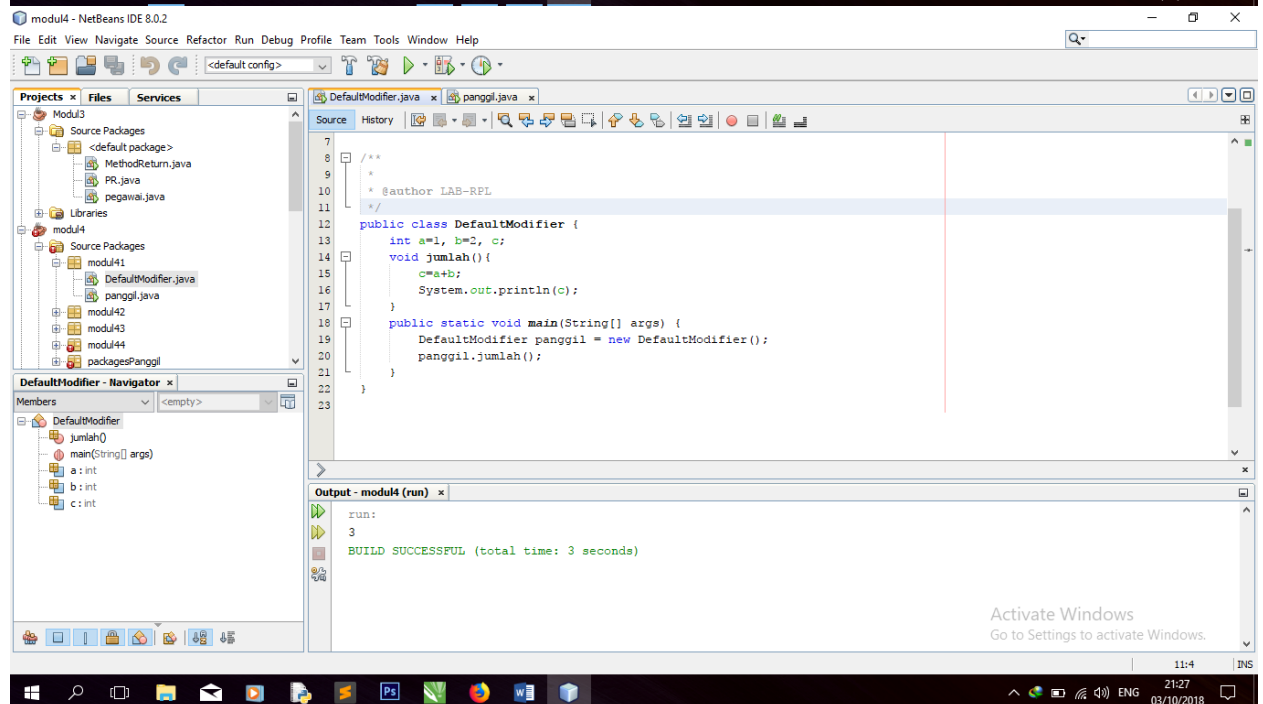 modul4 - NetBeans IDE 8.0.2
File Edit View Navigate Source Refactor Run Debug Profile Team Tools Window Help
<default config>
Projects × Files Services
Modul3
Source Packages
<default package>
MethodReturn.java
PR.java
pegawai.java
Libraries
modul4
Source Packages
modul41
DefaultModifier.java
panggil.java
modul42
modul43
modul44
packagesPanggil
DefaultModifier - Navigator ×
Members <empty>
DefaultModifier
jumlah()
main(String[] args)
a : int
b : int
c : int
DefaultModifier.java × panggil.java ×
Source History
7
8 /**
9 *
10 * @author LAB-RPL
11 */
12 public class DefaultModifier {
13 int a=1, b=2, c;
14 void jumlah(){
15 c=a+b;
16 System.out.println(c);
17 }
18 public static void main(String[] args) {
19 DefaultModifier panggil = new DefaultModifier();
20 panggil.jumlah();
21 }
22 }
23
Output - modul4 (run) ×
run:
3
BUILD SUCCESSFUL (total time: 3 seconds)
Activate Windows
Go to Settings to activate Windows.
11:4 INS
Ps
ENG
21:27
03/10/2018